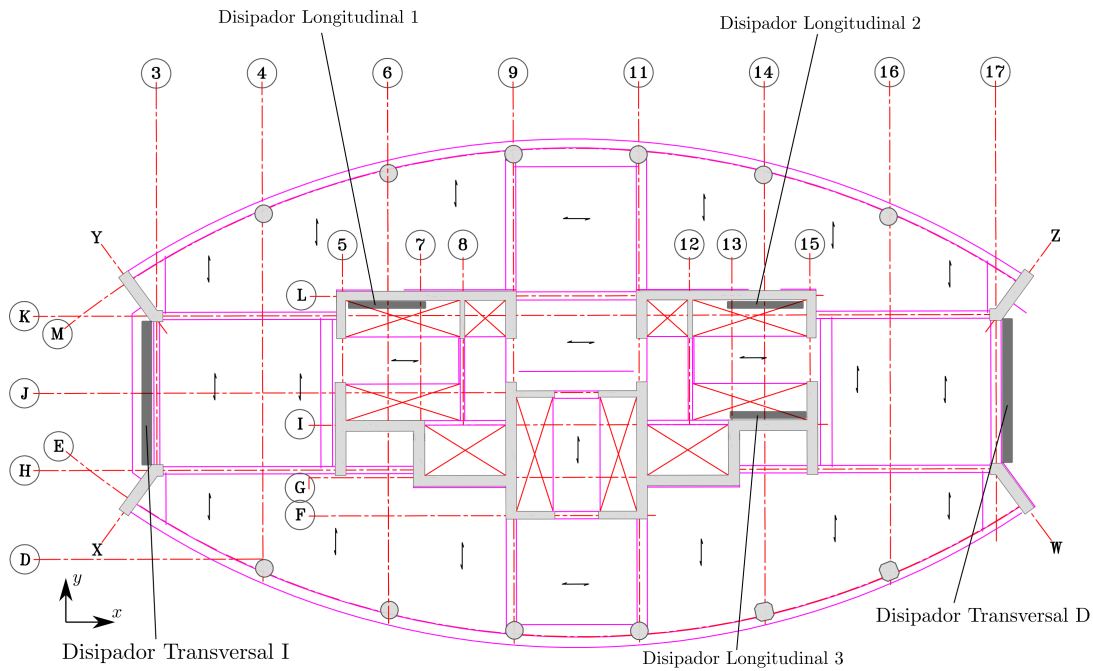 Disipador Longitudinal 1
Disipador Longitudinal 2
3
4
6
9
11
14
16
17
Y
5
7
8
12
13
15
Z
L
K
M
J
I
E
H
G
F
X
D
W
y
x
Disipador Transversal I
Disipador Longitudinal 3
Disipador Transversal D